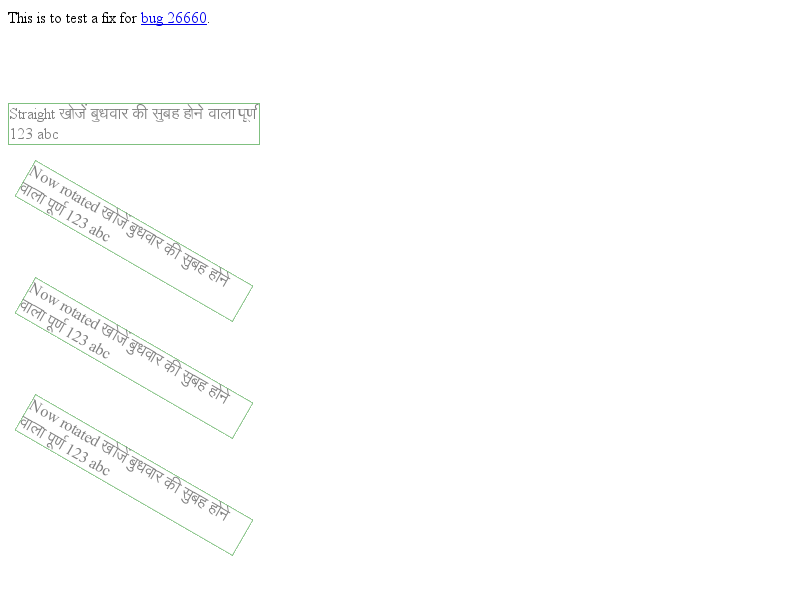 This is to test a fix for bug 26660.
Straight खोजें बुधवार की सुबह होने वाला पूर्ण
123 abc
Now rotated खोजें बुधवार की सुबह होने
वाला पूर्ण 123 abc
Now rotated खोजें बुधवार की सुबह होने
वाला पूर्ण 123 abc
Now rotated खोजें बुधवार की सुबह होने
वाला पूर्ण 123 abc